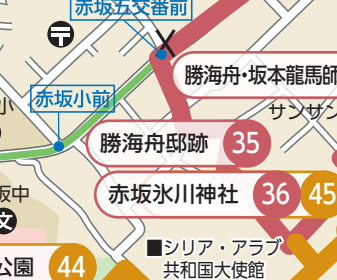 赤坂五交番前
勝海舟・坂本龍馬師
小
赤坂小前
サンサン
勝海舟邸跡 35
赤坂氷川神社 36 45
坂中
文
公園 44
■シリア・アラブ
共和国大使館